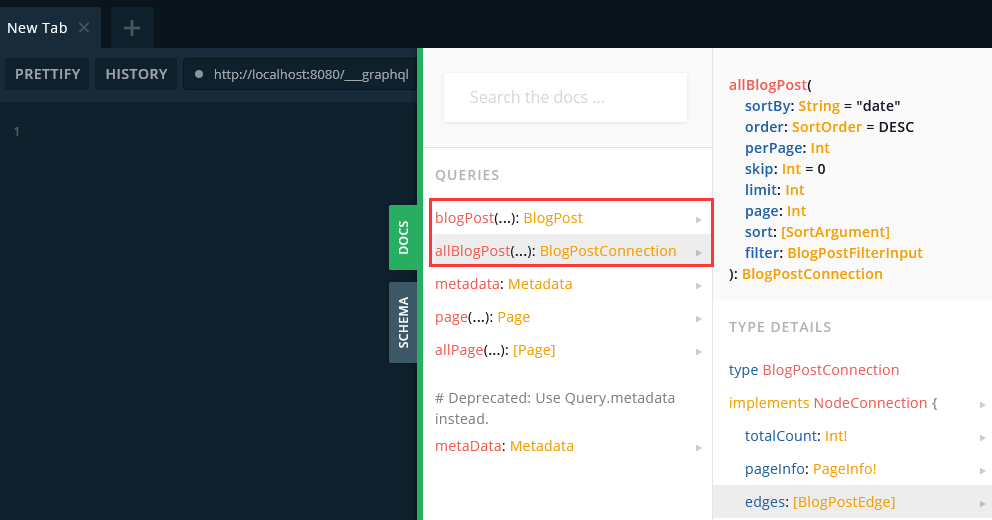 New Tab
PRETTIFY
HISTORY
http://localhost:8080/___graphql
1
DOCS
SCHEMA
Search the docs ...
QUERIES
blogPost(...): BlogPost
allBlogPost(...): BlogPostConnection
metadata: Metadata
page(...): Page
allPage(...): [Page]
# Deprecated: Use Query.metadata
instead.
metaData: Metadata
allBlogPost(
sortBy: String = "date"
order: SortOrder = DESC
perPage: Int
skip: Int = 0
limit: Int
page: Int
sort: [SortArgument]
filter: BlogPostFilterInput
): BlogPostConnection
TYPE DETAILS
type BlogPostConnection
implements NodeConnection {
totalCount: Int!
pageInfo: PageInfo!
edges: [BlogPostEdge]